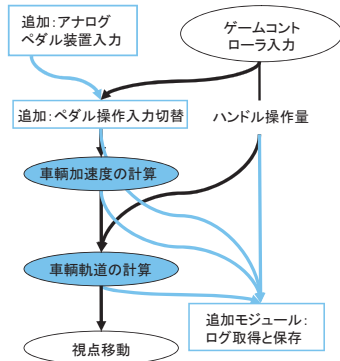 追加：アナログ
ペダル装置入力
ゲームコント
ローラ入力
追加：ペダル操作入力切替
ハンドル操作量
車輌加速度の計算
車輌軌道の計算
追加モジュール：
ログ取得と保存
視点移動